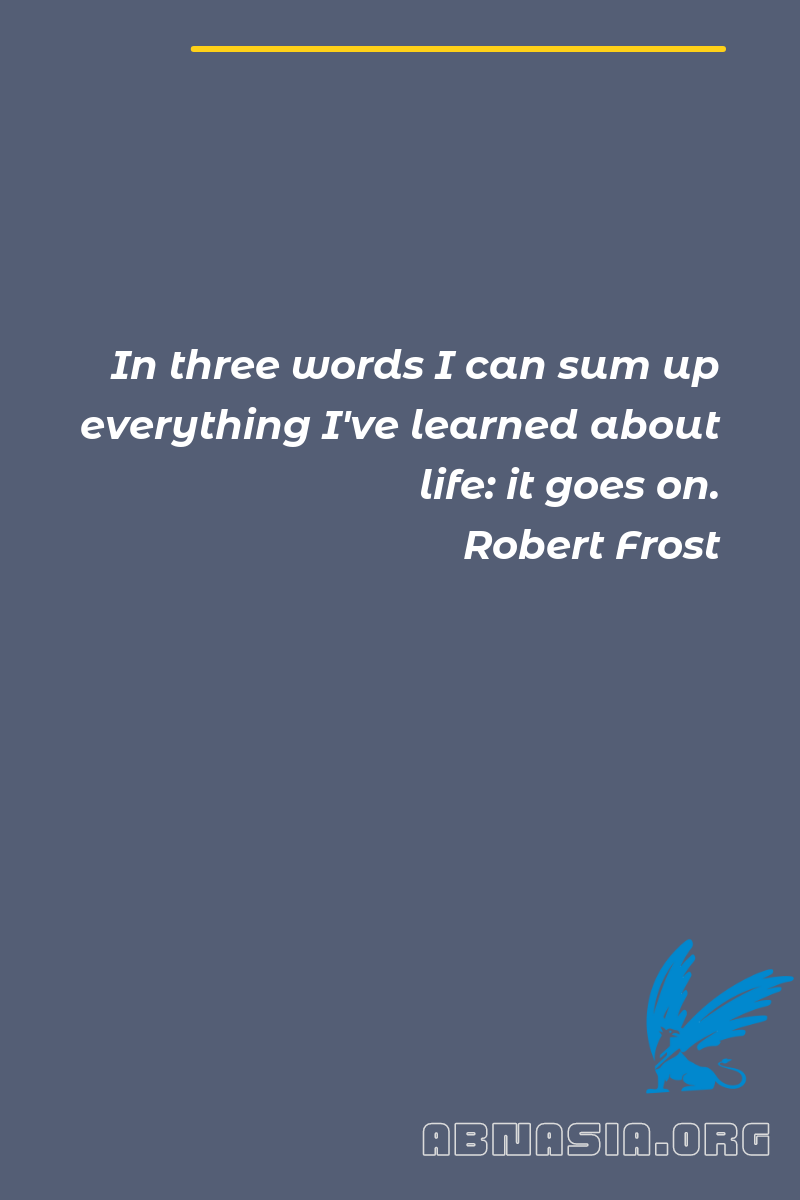 In three words I can sum up
everything I've learned about
life: it goes on.
Robert Frost
ABNASIA.ORG